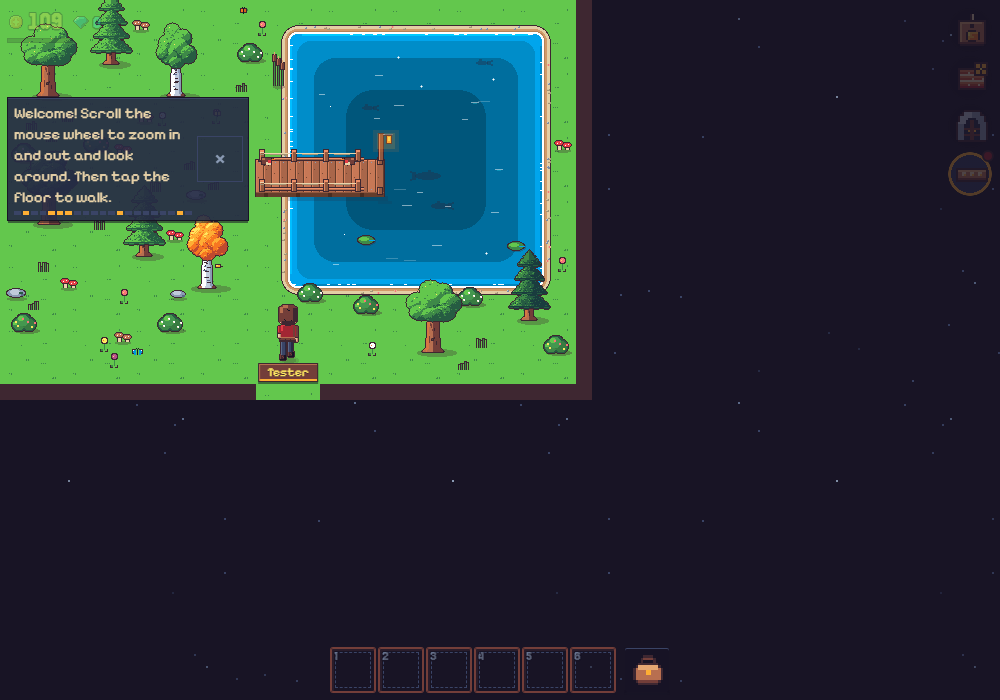 109
Welcome! Scroll the
mouse wheel to zoom in
and out and look
around. Then tap the
floor to walk.
×
Tester
1 2 3 4 5 6